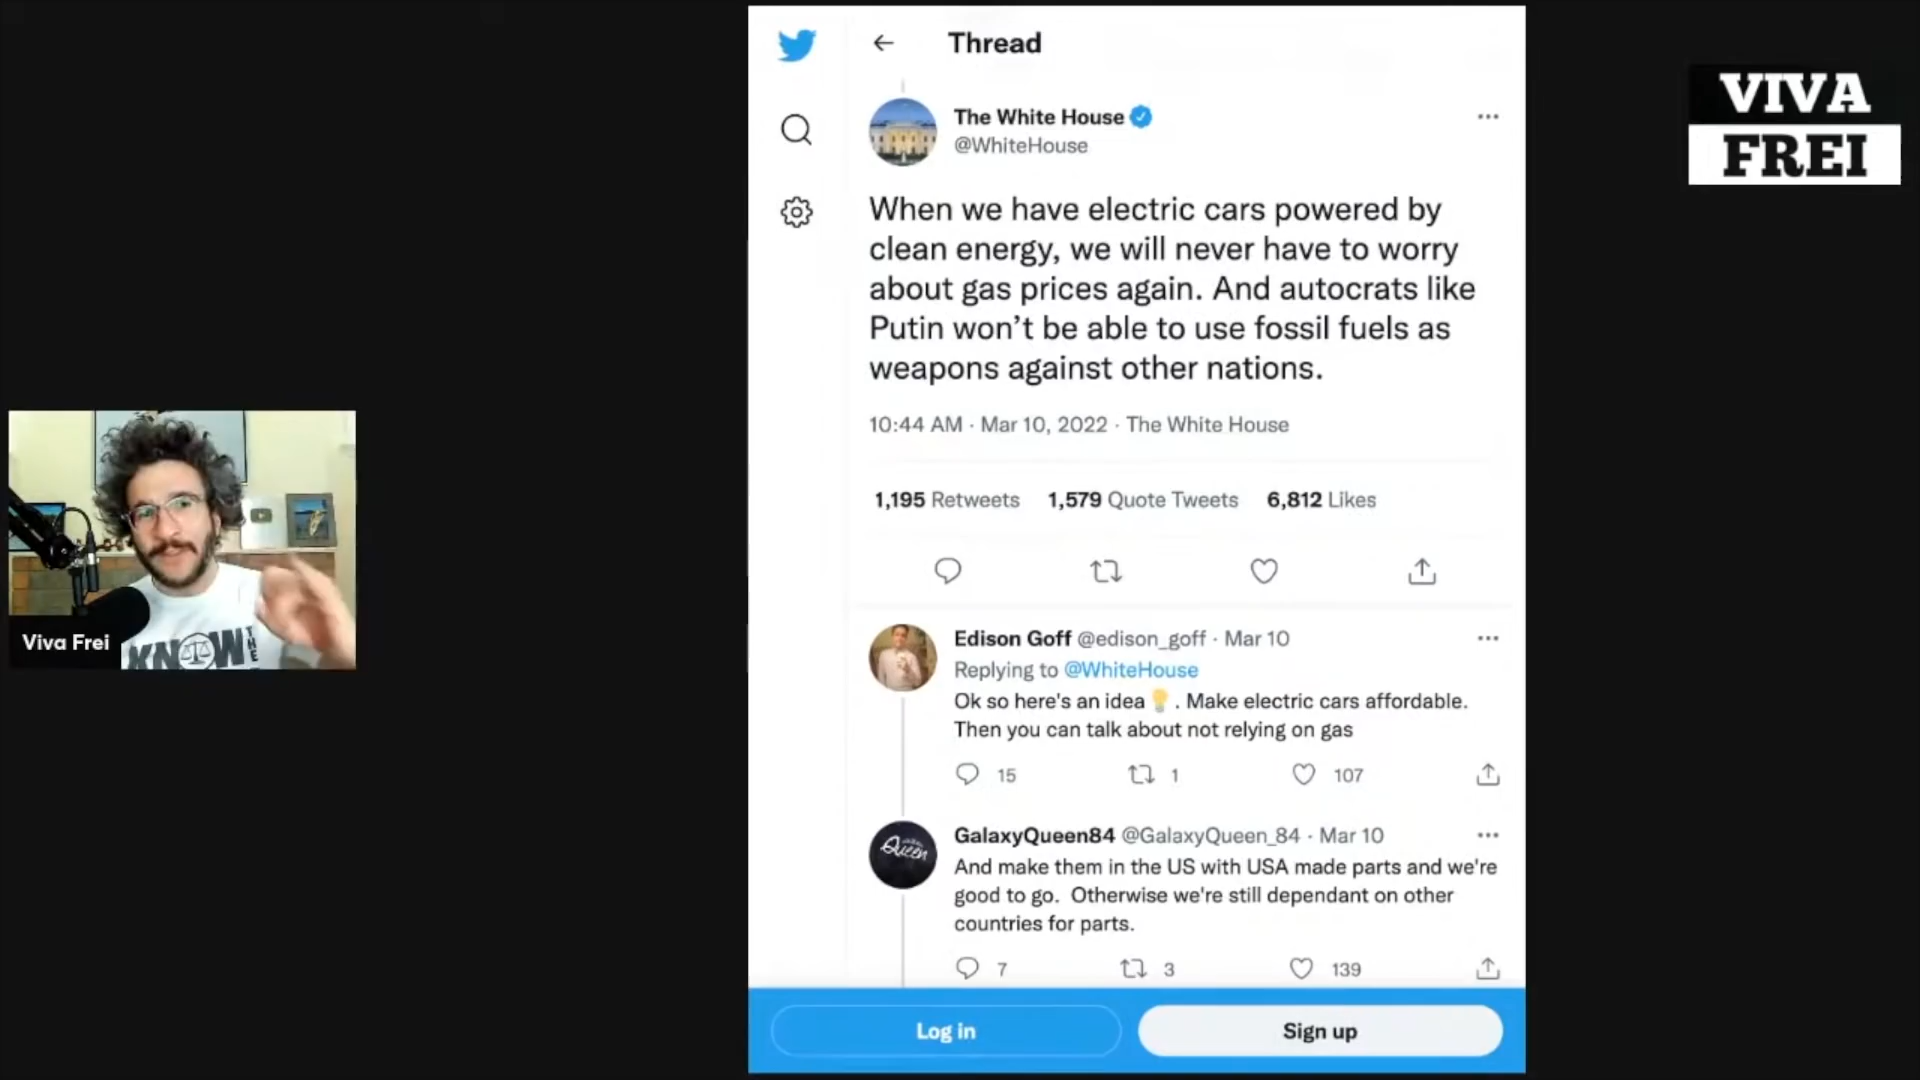 Thread
VIVA
FREI
The White House
@WhiteHouse
When we have electric cars powered by
clean energy, we will never have to worry
about gas prices again. And autocrats like
Putin won’t be able to use fossil fuels as
weapons against other nations.
10:44 AM · Mar 10, 2022 · The White House
1,195 Retweets 1,579 Quote Tweets 6,812 Likes
Edison Goff @edison_goff · Mar 10
Replying to @WhiteHouse
Ok so here's an idea 💡. Make electric cars affordable.
Then you can talk about not relying on gas
15 1 107
GalaxyQueen84 @GalaxyQueen_84 · Mar 10
Queen
And make them in the US with USA made parts and we're
good to go. Otherwise we're still dependant on other
countries for parts.
7 3 139
Log in Sign up
Viva Frei
KNOW THE